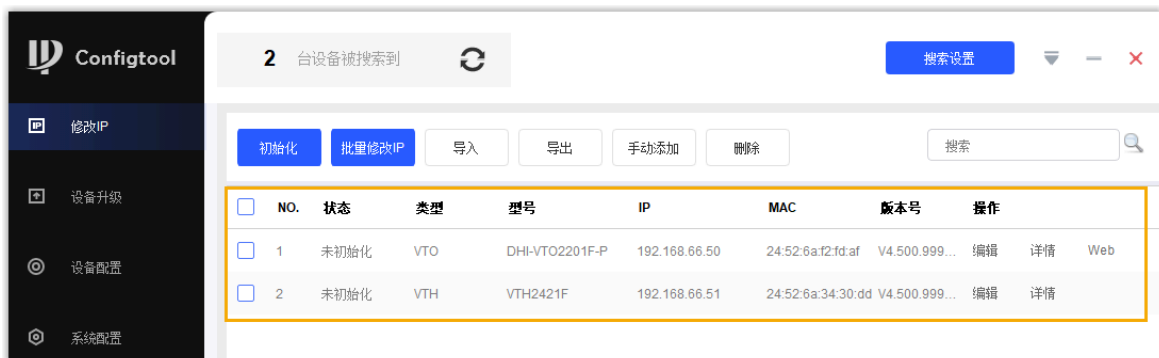 Configtool
2 台设备被搜索到
搜索设置
修改IP
初始化 批量修改IP 导入 导出 手动添加 删除 搜索
设备升级
NO. 状态 类型 型号 IP MAC 版本号 操作
1 未初始化 VTO DHI-VTO2201F-P 192.168.66.50 24:52:6a:f2:fd:af V4.500.999... 编辑 详情 Web
设备配置
2 未初始化 VTH VTH2421F 192.168.66.51 24:52:6a:34:30:dd V4.500.999... 编辑 详情
系统配置